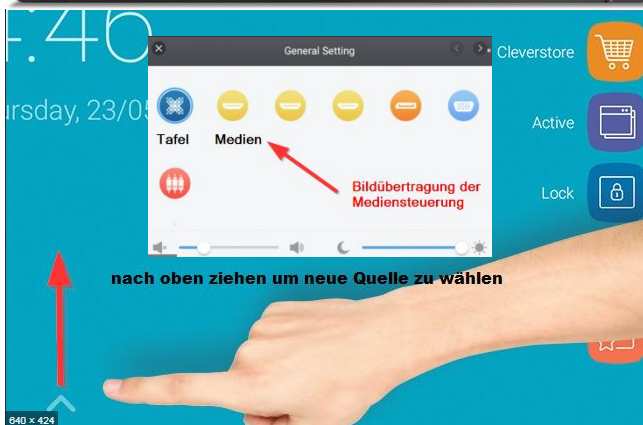 4:46
ursday, 23/05
General Setting
Tafel
Medien
Bildübertragung der
Mediensteuerung
Cleverstore
Active
Lock
nach oben ziehen um neue Quelle zu wählen
640 × 424